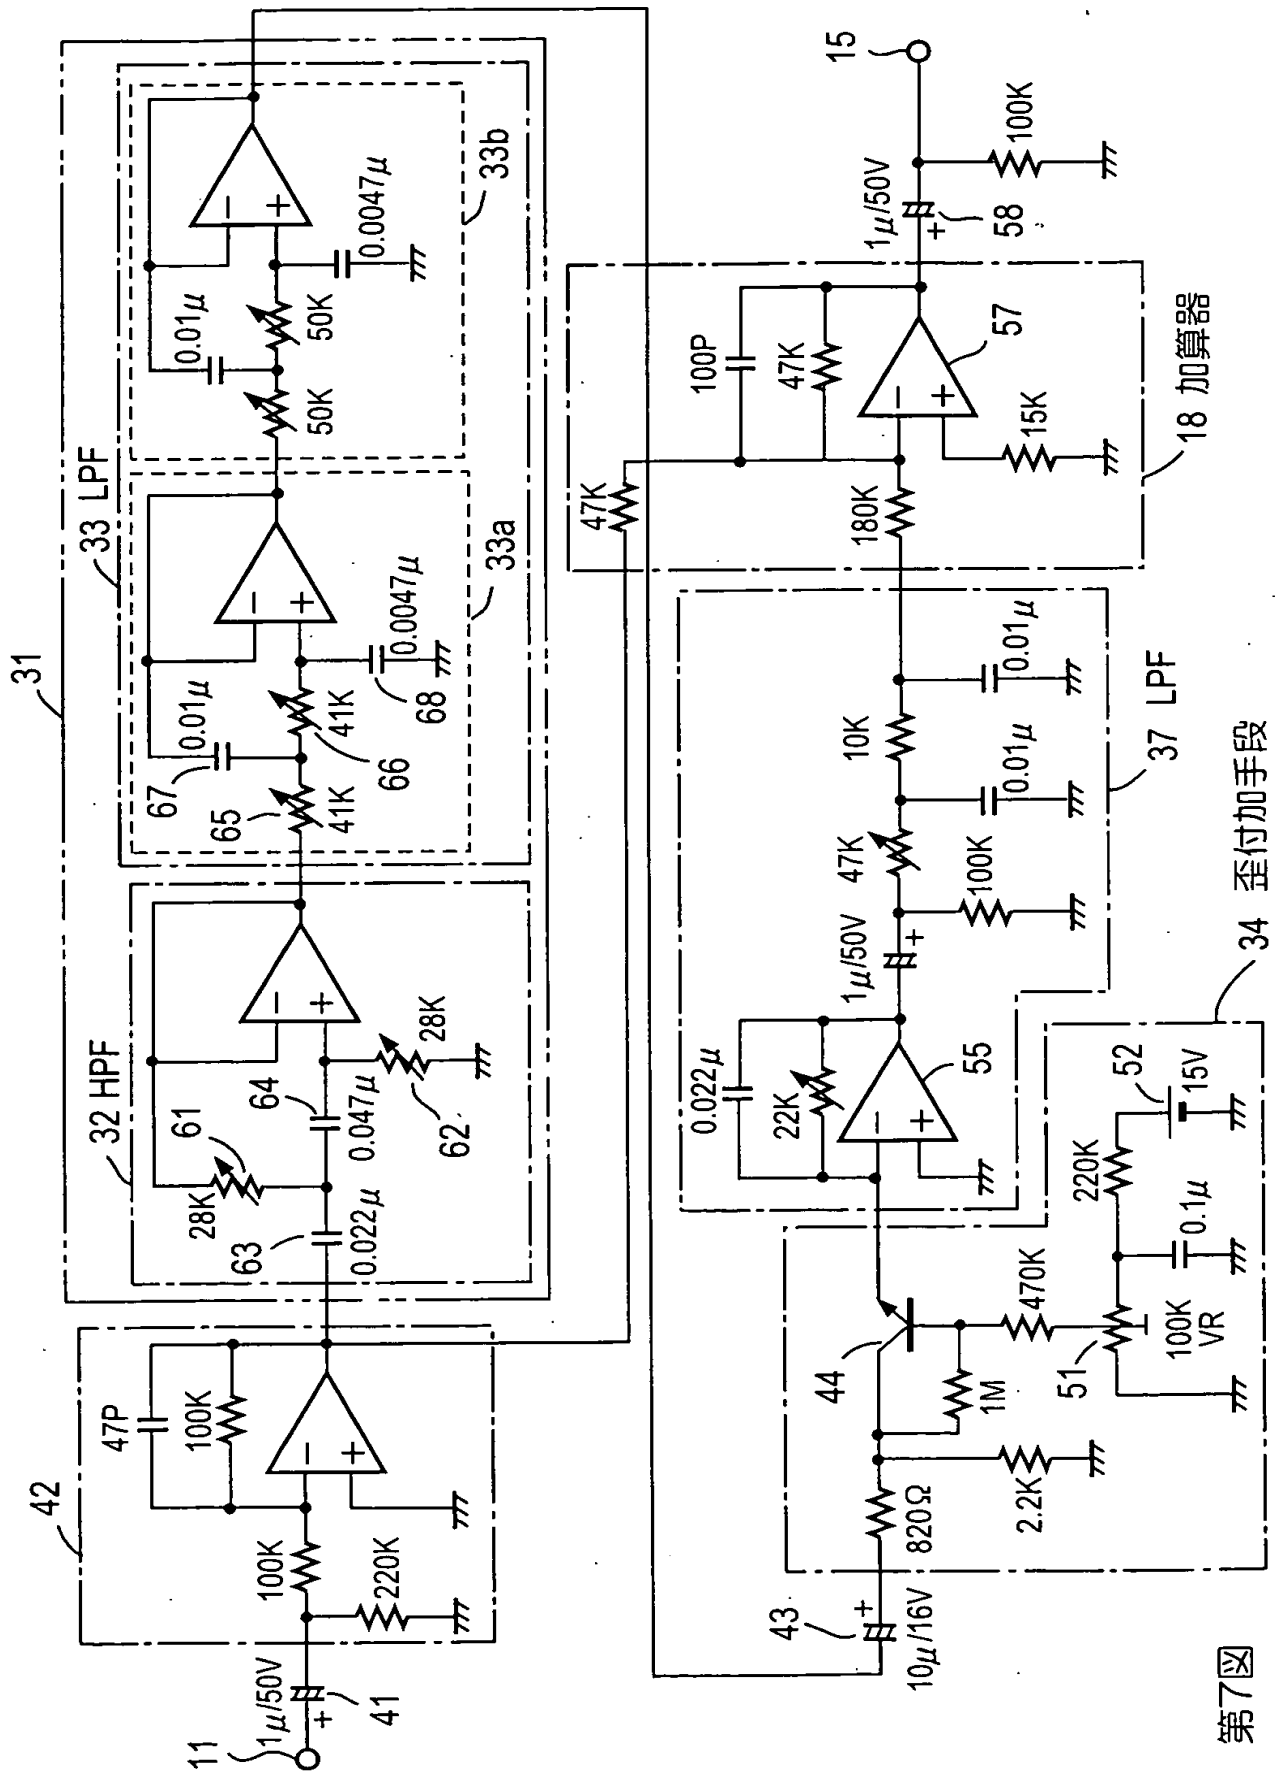 31
33 LPF
32 HPF
42
47P
100K
100K
220K
1μ/50V
+
41
11
−
+
28K
61
63
0.022μ
64
0.047μ
28K
62
−
+
67
0.01μ
65
41K
66
41K
68
0.0047μ
33a
−
+
0.01μ
50K
50K
0.0047μ
33b
−
+
43
+
10μ/16V
820Ω
2.2K
1M
44
470K
51
100K
VR
0.1μ
220K
52
15V
34 歪付加手段
0.022μ
22K
−
+
55
1μ/50V
+
100K
47K
0.01μ
10K
0.01μ
37 LPF
47K
180K
100P
47K
−
+
15K
57
18 加算器
1μ/50V
+
58
100K
15
第7図